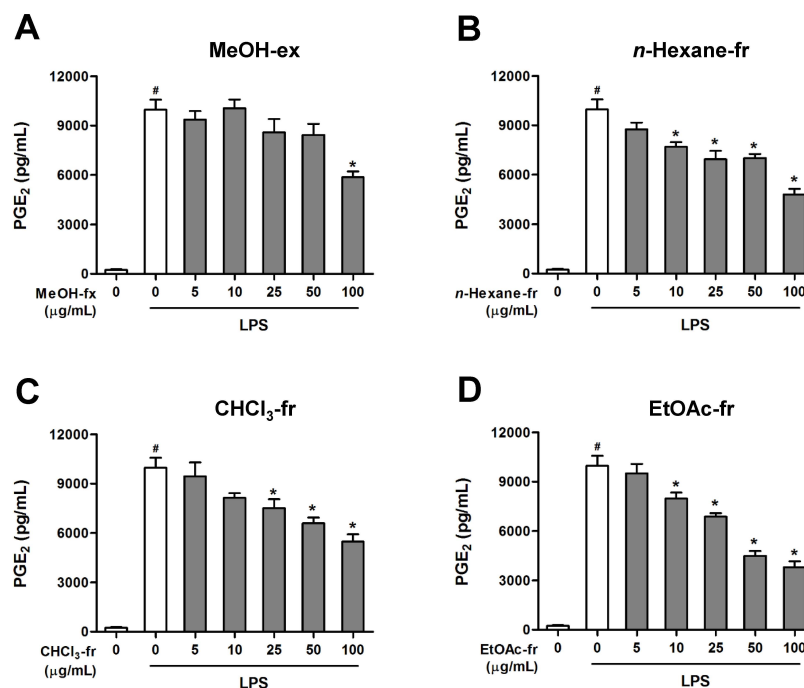 A
MeOH-ex
#
*
12000
9000
6000
3000
0
PGE₂ (pg/mL)
MeOH-fx 0 0 5 10 25 50 100
(μg/mL)
LPS
B
n-Hexane-fr
#
* * * *
12000
9000
6000
3000
0
PGE₂ (pg/mL)
n-Hexane-fr 0 0 5 10 25 50 100
(μg/mL)
LPS
C
CHCl₃-fr
#
* * *
12000
9000
6000
3000
0
PGE₂ (pg/mL)
CHCl₃-fr 0 0 5 10 25 50 100
(μg/mL)
LPS
D
EtOAc-fr
#
* * * *
12000
9000
6000
3000
0
PGE₂ (pg/mL)
EtOAc-fr 0 0 5 10 25 50 100
(μg/mL)
LPS